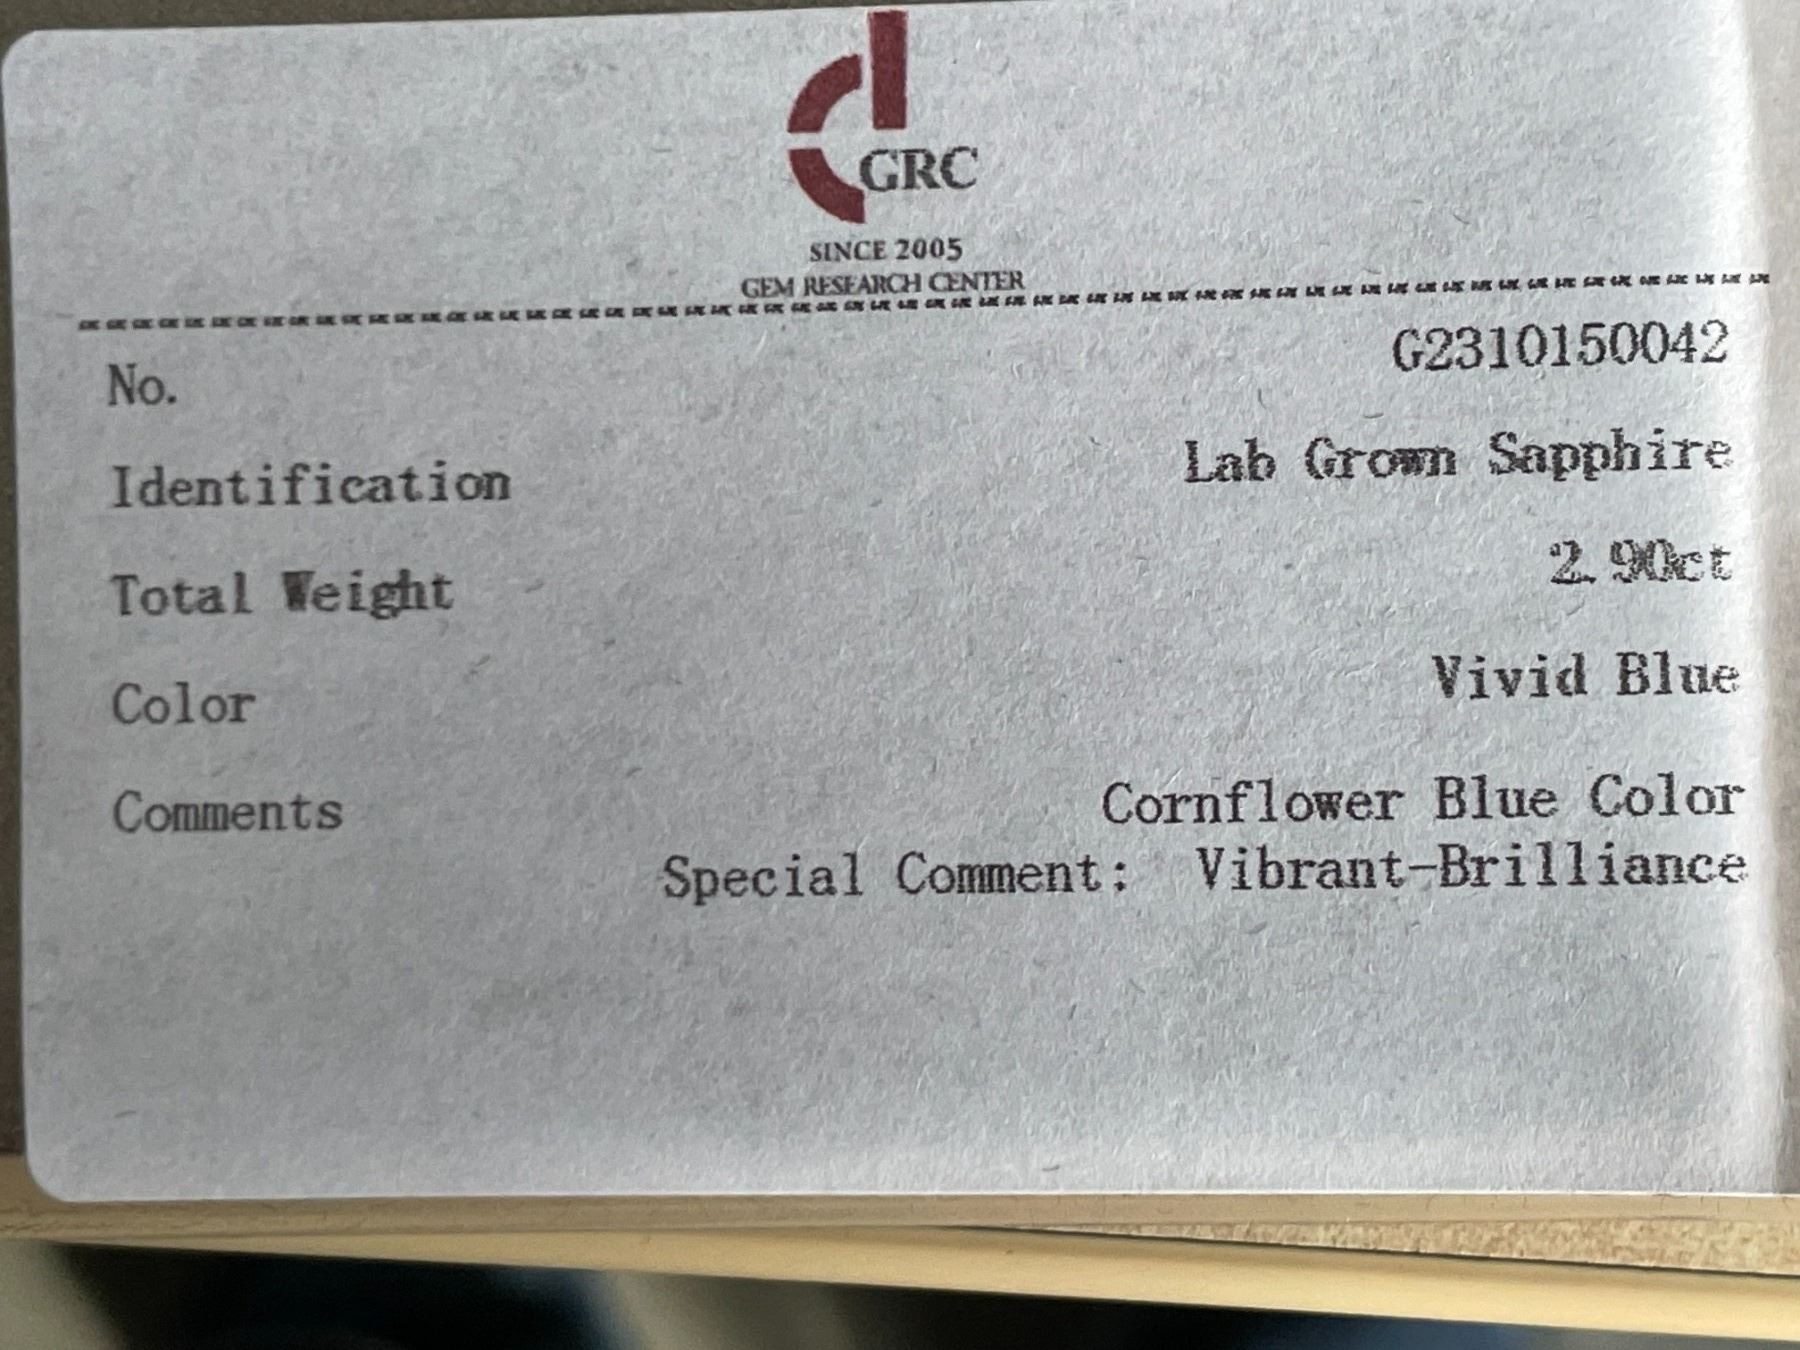 GRC
SINCE 2005
GEM RESEARCH CENTER
No. G2310150042
Identification Lab Grown Sapphire
Total Weight 2.90ct
Color Vivid Blue
Comments Cornflower Blue Color
Special Comment: Vibrant-Brilliance